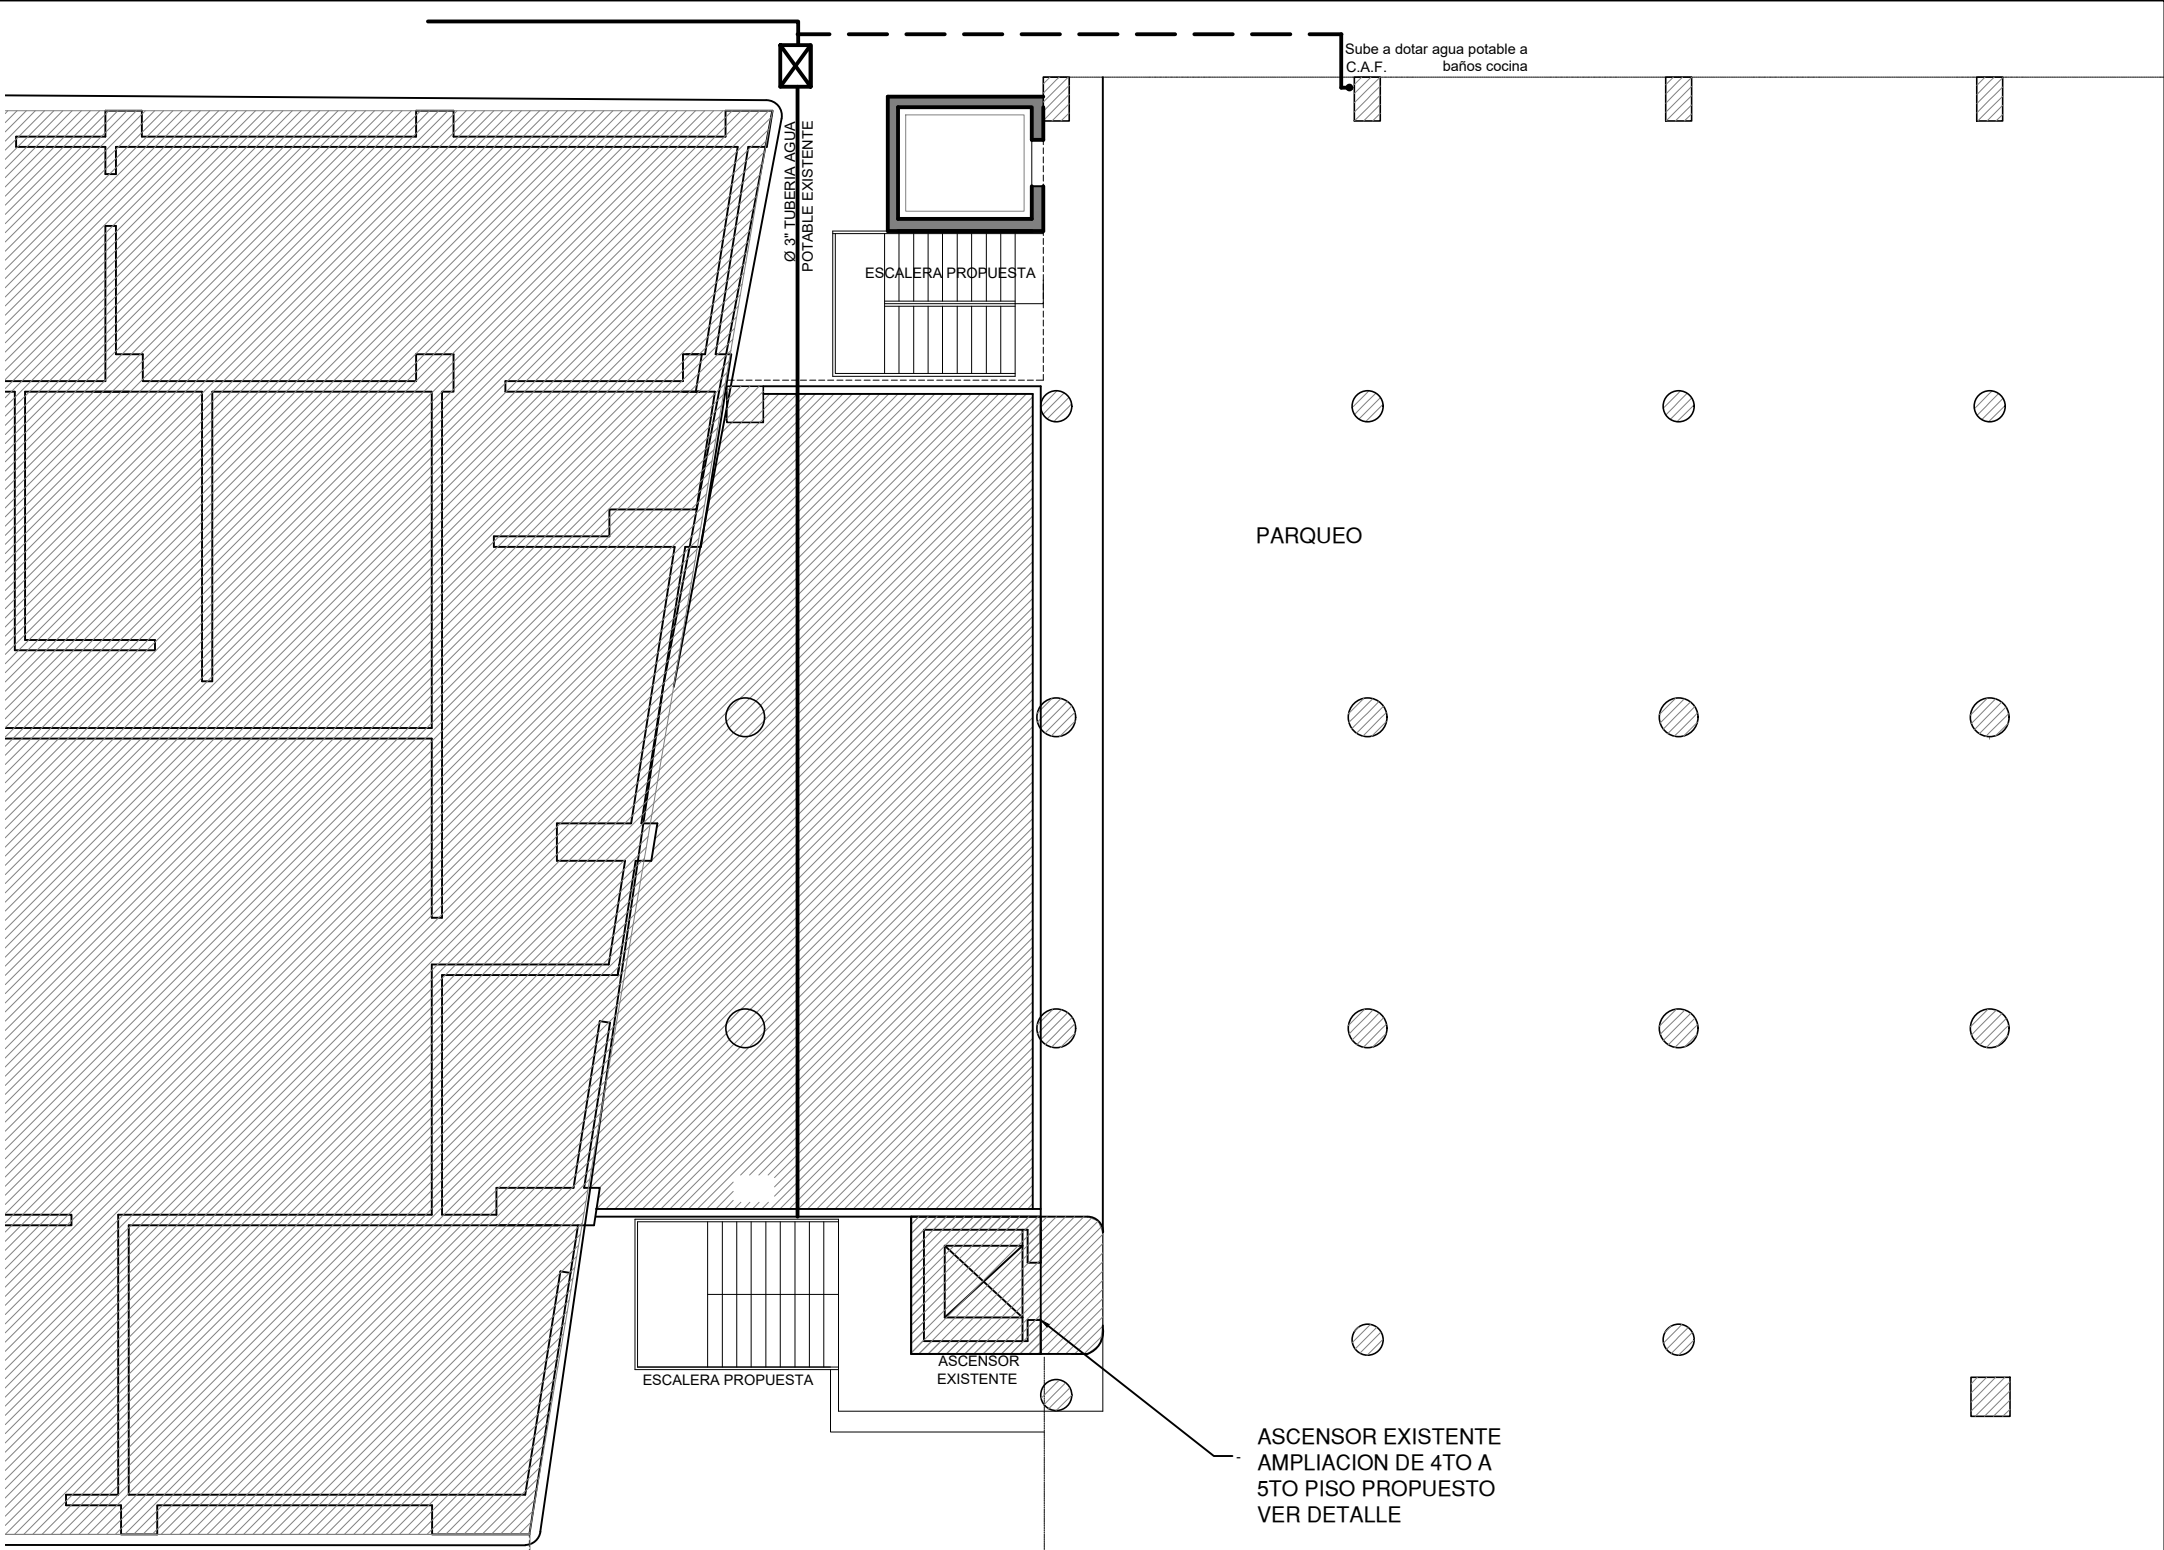 Sube a dotar agua potable a
C.A.F. baños cocina
Ø 3" TUBERIA AGUA
POTABLE EXISTENTE
ESCALERA PROPUESTA
PARQUEO
ASCENSOR
EXISTENTE
ESCALERA PROPUESTA
ASCENSOR EXISTENTE
AMPLIACION DE 4TO A
5TO PISO PROPUESTO
VER DETALLE